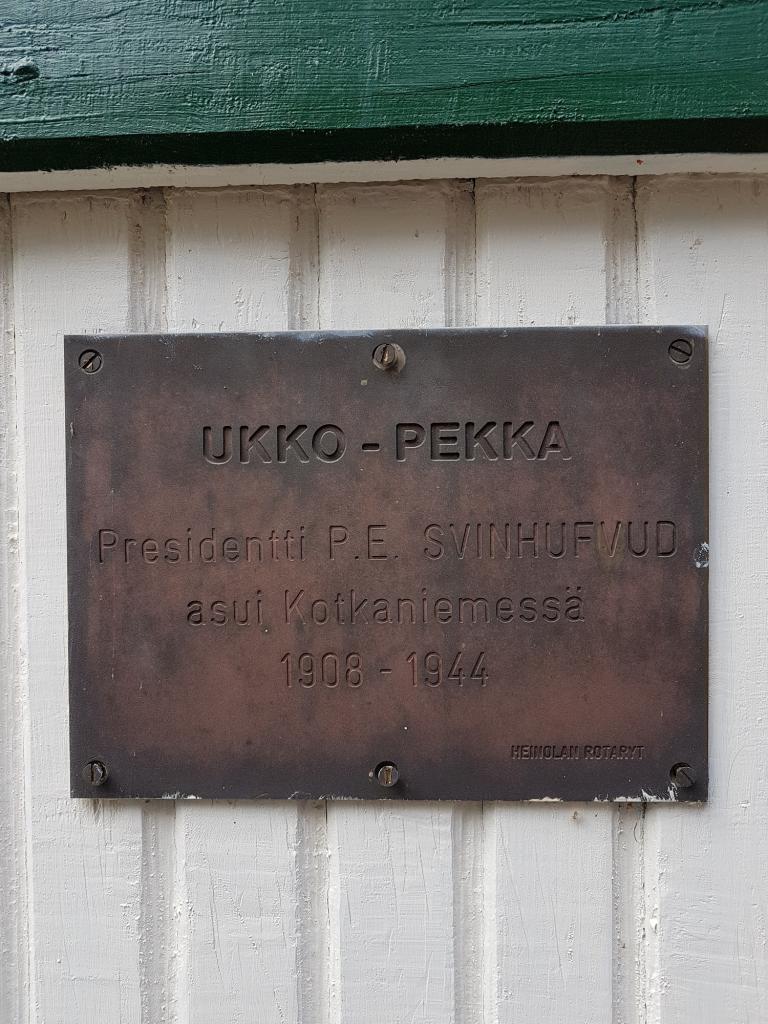 UKKO - PEKKA
Presidentti P.E. SVINHUFVUD
asui Kotkaniemessä
1908 - 1944
HEINOLAN ROTARYT